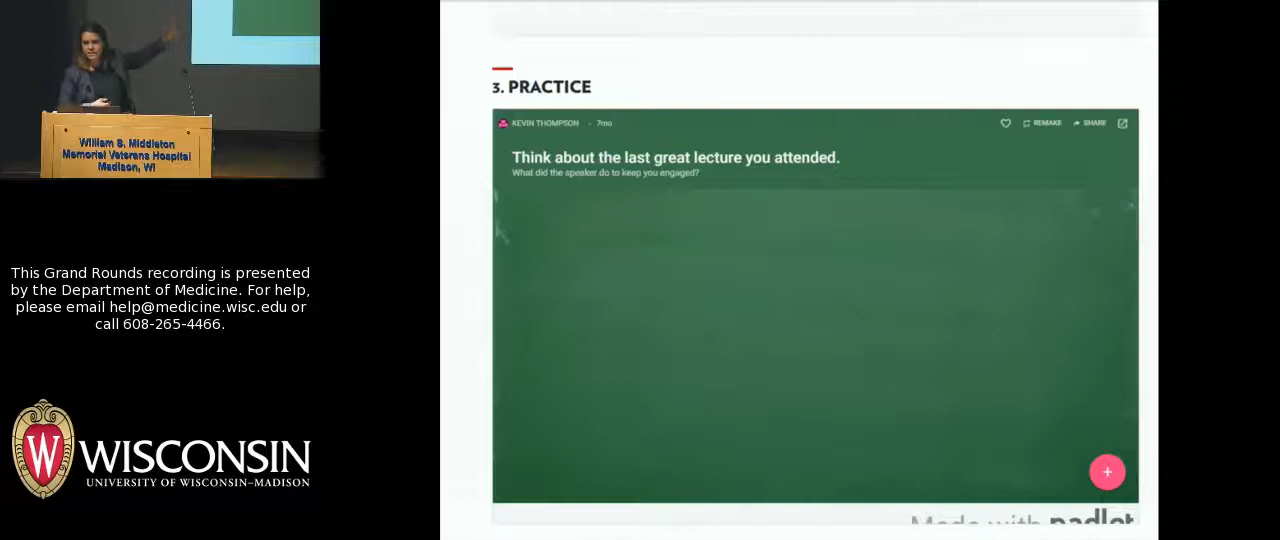 William S. Middleton
Memorial Veterans Hospital
Madison, WI
This Grand Rounds recording is presented
by the Department of Medicine. For help,
please email help@medicine.wisc.edu or
call 608-265-4466.
W
WISCONSIN
UNIVERSITY OF WISCONSIN–MADISON
3. PRACTICE
KEVIN THOMPSON • 7mo
REMAKE
SHARE
Think about the last great lecture you attended.
What did the speaker do to keep you engaged?
+
Made with padlet